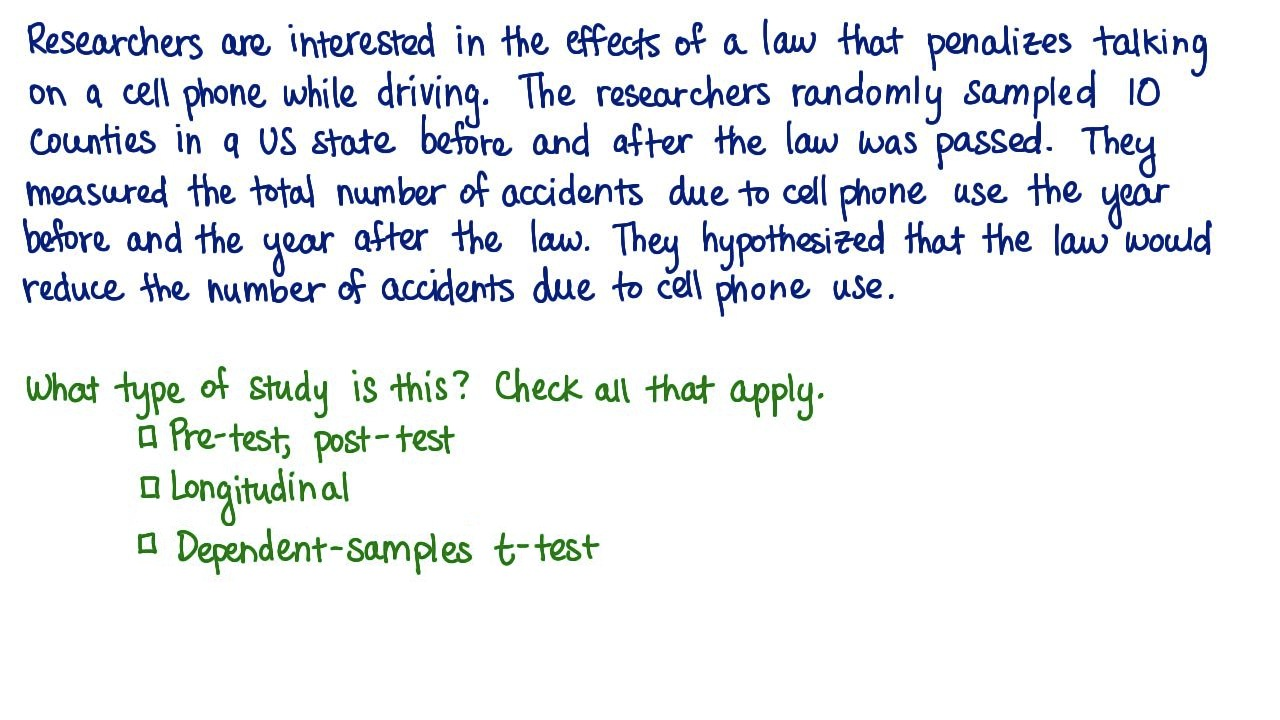 Researchers are interested in the effects of a law that penalizes talking
on a cell phone while driving. The researchers randomly sampled 10
counties in a US state before and after the law was passed. They
measured the total number of accidents due to cell phone use the year
before and the year after the law. They hypothesized that the law would
reduce the number of accidents due to cell phone use.
What type of study is this? Check all that apply.
□ Pre-test, post-test
□ Longitudinal
□ Dependent-samples t-test